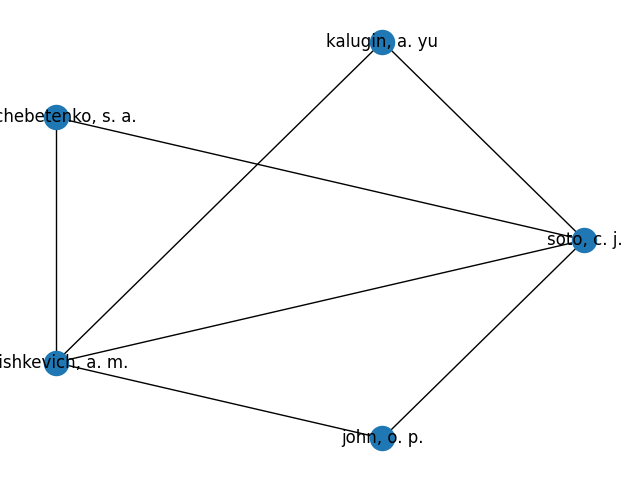 kalugin, a. yu
chebetenko, s. a.
soto, c. j.
ishkevich, a. m.
john, o. p.